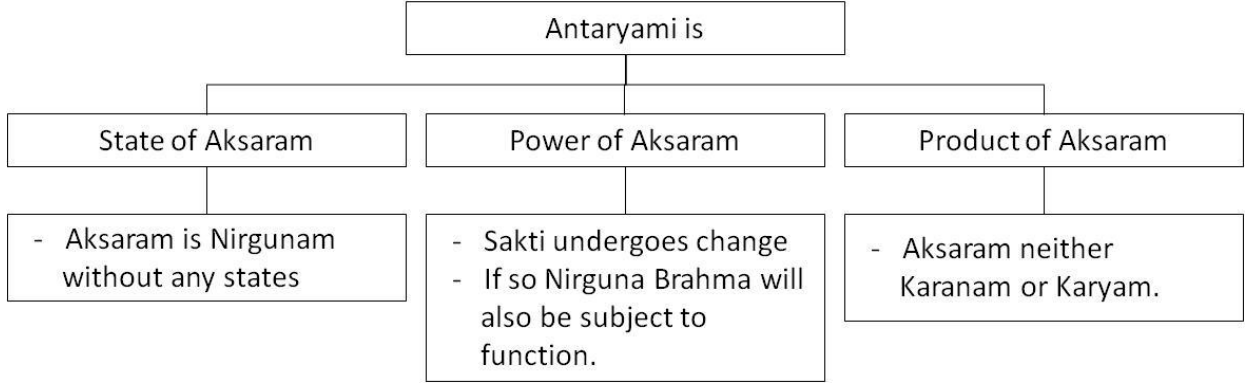 Antaryami is
State of Aksaram
Power of Aksaram
Product of Aksaram
- Aksaram is Nirgunam
without any states
- Sakti undergoes change
- If so Nirguna Brahma will
also be subject to
function.
- Aksaram neither
Karanam or Karyam.